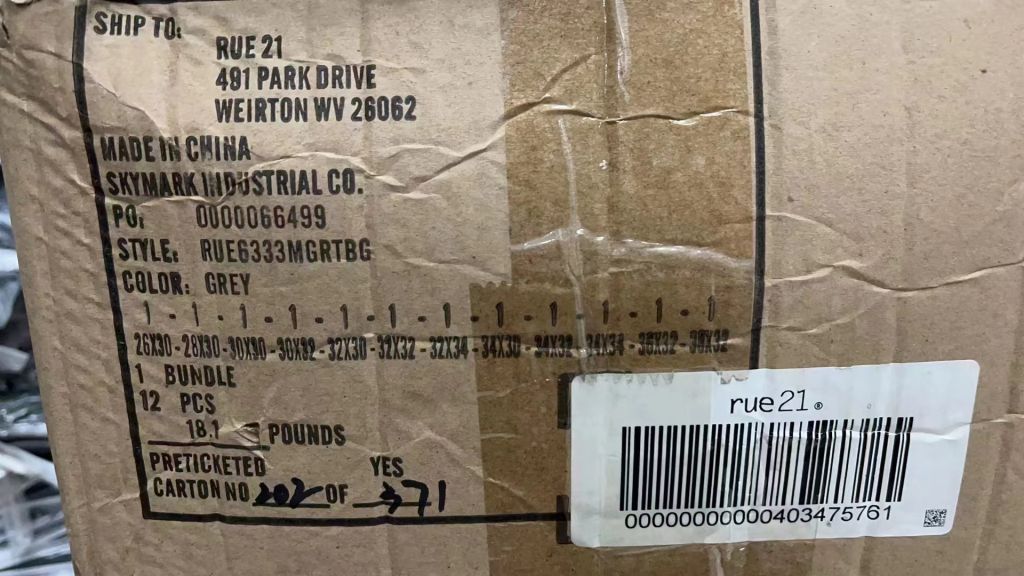 SHIP TO:
RUE 21
491 PARK DRIVE
WEIRTON WV 26062
MADE IN CHINA
SKYMARK INDUSTRIAL CO.
PO: 0000066499
STYLE: RUE6333MGRTBG
COLOR: GREY
1 - 1 - 1 - 1 - 1 - 1 - 1 - 1 - 1 - 1 - 1 - 1
26X30 - 28X30 - 30X30 - 30X32 - 32X30 - 32X32 - 32X34 - 34X30 - 34X32 - 34X34 - 36X32 - 38X32
1 BUNDLE
12 PCS
18.1 POUNDS
PRETICKETED YES
CARTON NO 202 OF 371
rue21®
00000000000403475761